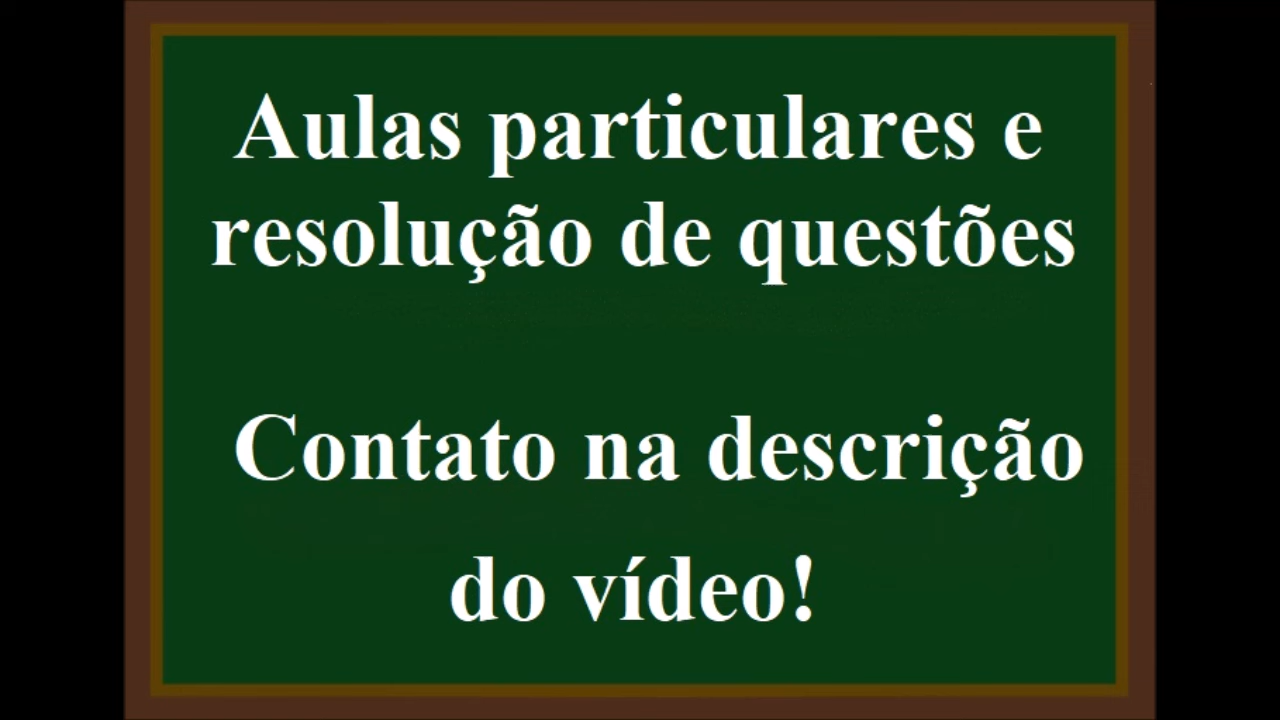 Aulas particulares e
resolução de questões
Contato na descrição
do vídeo!